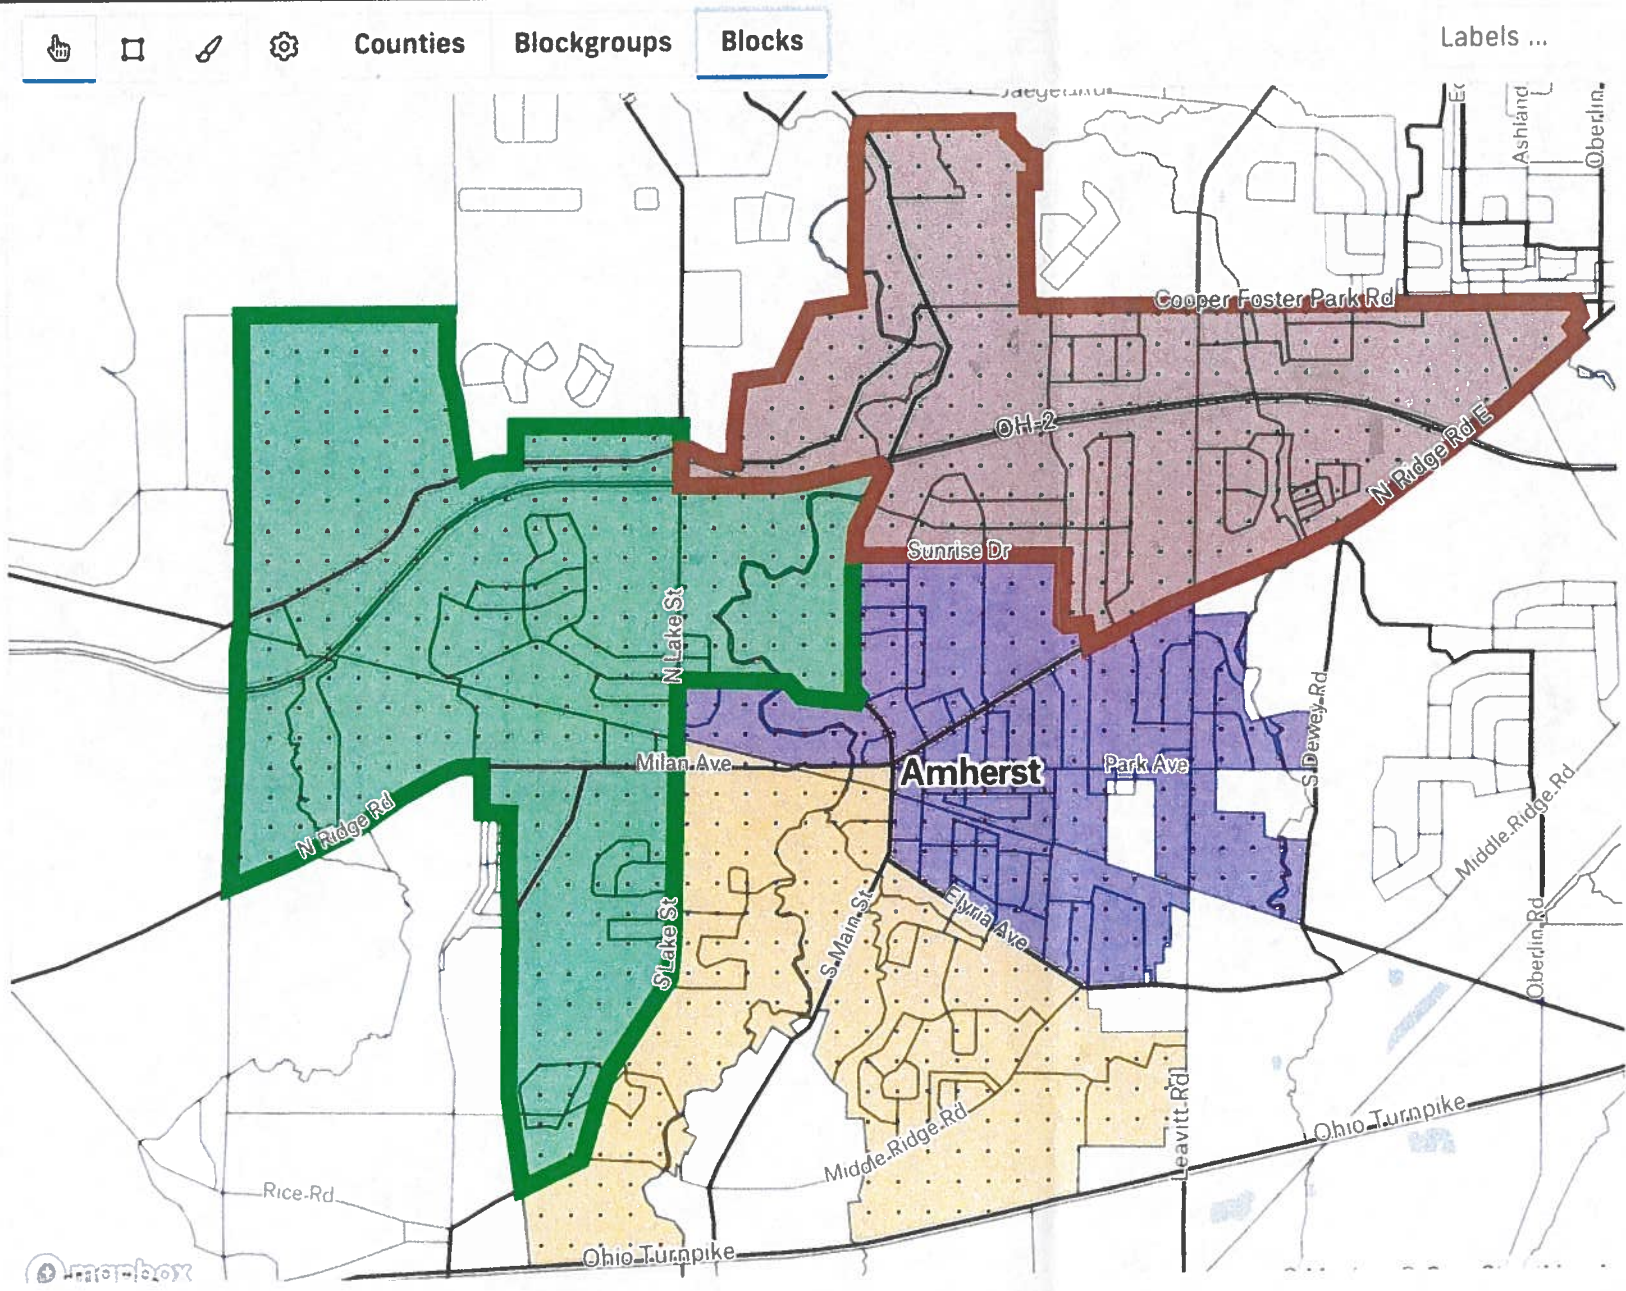 Counties
Blockgroups
Blocks
Labels ...
Ashland
Oberlin
Cooper Foster Park Rd
OH-2
N Ridge Rd E
Sunrise Dr
N Lake St
S Dewey Rd
Milan Ave
Amherst
Park Ave
N Ridge Rd
Middle Ridge Rd
Elyria Ave
S Main St
S Lake St
Oberlin Rd
Leavitt Rd
Middle Ridge Rd
Ohio Turnpike
Rice Rd
Ohio Turnpike
mapbox